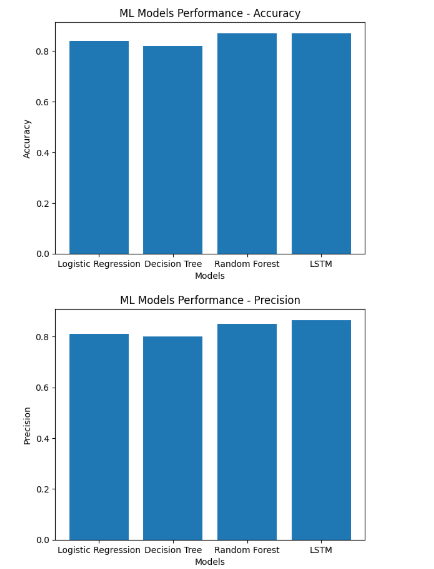 ML Models Performance - Accuracy
0.8
0.6
0.4
0.2
0.0
Accuracy
Logistic Regression Decision Tree Random Forest LSTM
Models
ML Models Performance - Precision
0.8
0.6
0.4
0.2
0.0
Precision
Logistic Regression Decision Tree Random Forest LSTM
Models